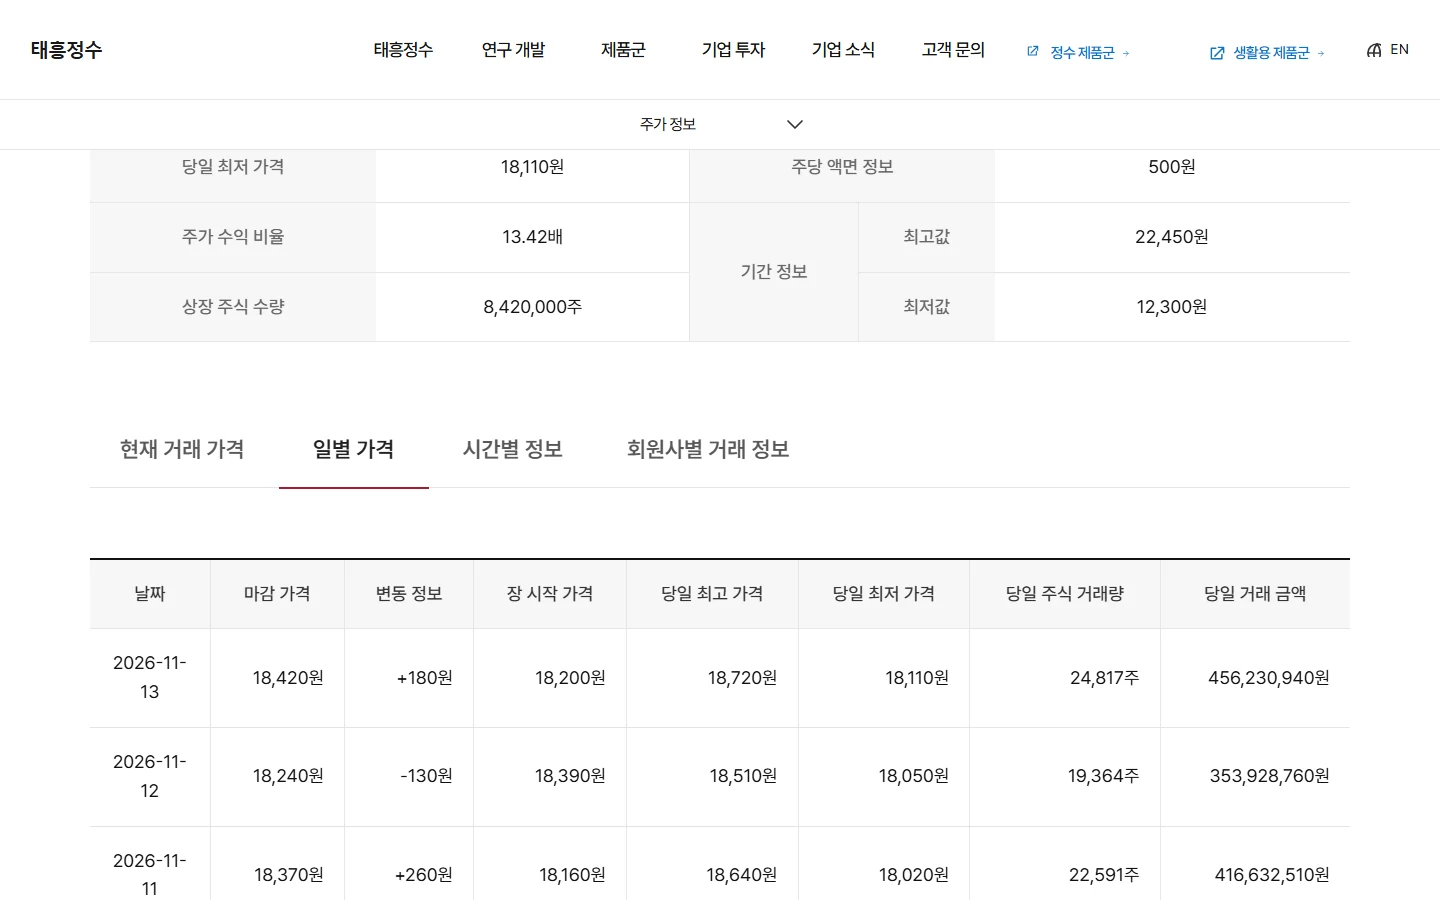 태흥정수 태흥정수 연구 개발 제품군 기업 투자 기업 소식 고객 문의 정수 제품군 → 생활용 제품군 → EN
주가 정보
당일 최저 가격 18,110원 주당 액면 정보 500원
주가 수익 비율 13.42배 기간 정보 최고값 22,450원
상장 주식 수량 8,420,000주 최저값 12,300원
현재 거래 가격 일별 가격 시간별 정보 회원사별 거래 정보
날짜 마감 가격 변동 정보 장 시작 가격 당일 최고 가격 당일 최저 가격 당일 주식 거래량 당일 거래 금액
2026-11-
13 18,420원 +180원 18,200원 18,720원 18,110원 24,817주 456,230,940원
2026-11-
12 18,240원 -130원 18,390원 18,510원 18,050원 19,364주 353,928,760원
2026-11-
11 18,370원 +260원 18,160원 18,640원 18,020원 22,591주 416,632,510원